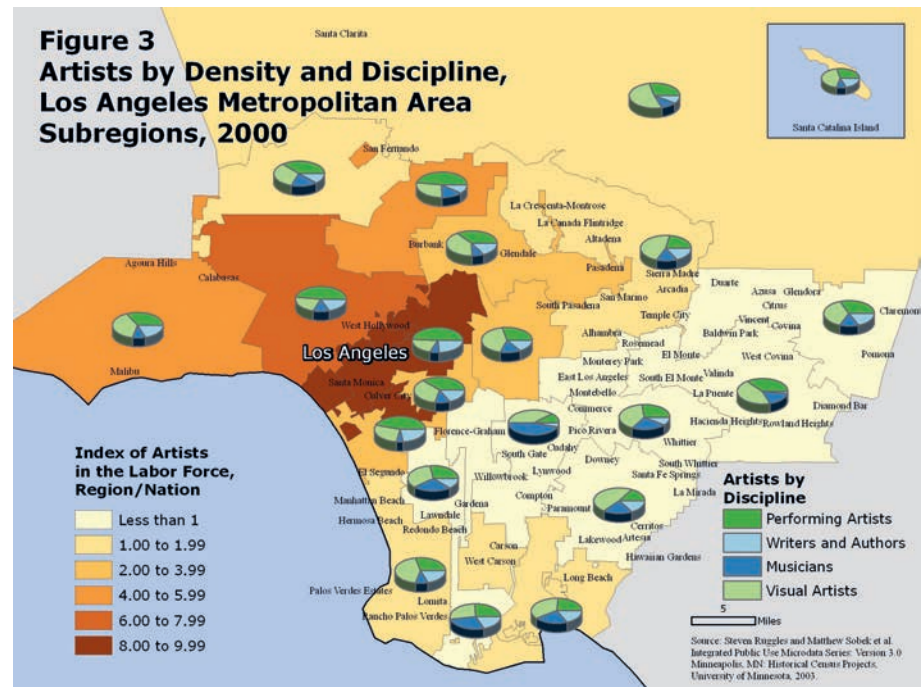 Figure 3
Artists by Density and Discipline,
Los Angeles Metropolitan Area
Subregions, 2000
Santa Clarita
Santa Catalina Island
San Fernando
La Crescenta-Montrose
La Canada Flintridge
Altadena
Burbank
Glendale
Pasadena
Sierra Madre
Agoura Hills
Calabasas
Duarte
Azusa
Glendora
Citrus
Arcadia
San Marino
South Pasadena
Temple City
Vincent
Covina
Claremont
Baldwin Park
West Hollywood
Alhambra
Rosemead
Los Angeles
Monterey Park
El Monte
West Covina
Pomona
Malibu
East Los Angeles
South El Monte
Valinda
Santa Monica
Culver City
Montebello
La Puente
Commerce
Diamond Bar
Florence-Graham
Pico Rivera
Hacienda Heights
Rowland Heights
Cudahy
Whittier
South Gate
Downey
El Segundo
Willowbrook
Lynwood
South Whittier
Santa Fe Springs
Manhattan Beach
Gardena
Compton
La Mirada
Lawndale
Paramount
Hermosa Beach
Redondo Beach
Cerritos
Artesia
Lakewood
Carson
Hawaiian Gardens
West Carson
Long Beach
Palos Verdes Estates
Lomita
Rancho Palos Verdes
Index of Artists
in the Labor Force,
Region/Nation
Less than 1
1.00 to 1.99
2.00 to 3.99
4.00 to 5.99
6.00 to 7.99
8.00 to 9.99
Artists by
Discipline
Performing Artists
Writers and Authors
Musicians
Visual Artists
5
Miles
Source: Steven Ruggles and Matthew Sobek et al.
Integrated Public Use Microdata Series: Version 3.0
Minneapolis, MN: Historical Census Projects,
University of Minnesota, 2003.